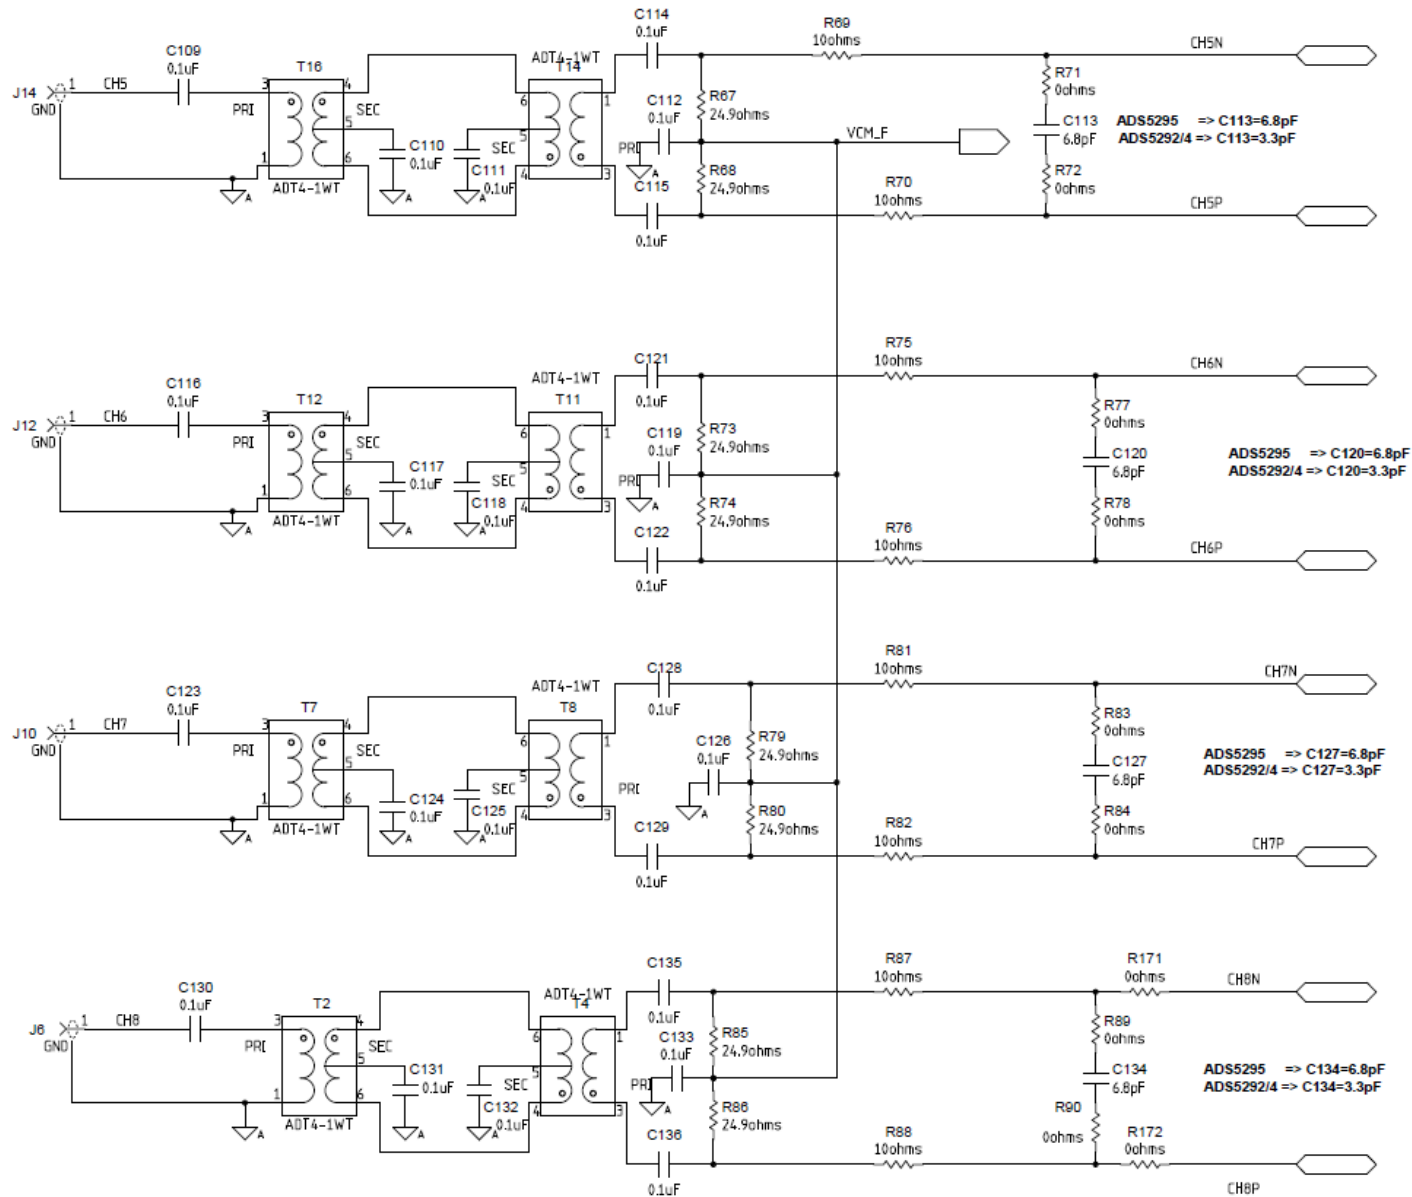 C114
0.1uF
R69
10ohms
CH5N
C109
0.1uF
T16
ADT4-1WT
T14
R71
0ohms
J14
1
CH5
3
4
6
1
GND
PRI
SEC
5
C112
0.1uF
R67
24.9ohms
VCM_F
C113
6.8pF
ADS5295 => C113=6.8pF
ADS5292/4 => C113=3.3pF
C110
0.1uF
5
SEC
PRI
1
6
C111
0.1uF
4
3
R68
24.9ohms
R72
0ohms
A
ADT4-1WT
A
A
A
C115
0.1uF
R70
10ohms
CH5P
C121
0.1uF
R75
10ohms
CH6N
C116
0.1uF
T12
ADT4-1WT
T11
R77
0ohms
J12
1
CH6
3
4
6
1
GND
PRI
SEC
5
C119
0.1uF
R73
24.9ohms
C120
6.8pF
ADS5295 => C120=6.8pF
ADS5292/4 => C120=3.3pF
C117
0.1uF
5
SEC
PRI
1
6
C118
0.1uF
4
3
R74
24.9ohms
R78
0ohms
A
ADT4-1WT
A
A
A
C122
0.1uF
R76
10ohms
CH6P
C128
0.1uF
R81
10ohms
CH7N
C123
0.1uF
T7
ADT4-1WT
T8
R83
0ohms
J10
1
CH7
3
4
6
1
GND
PRI
SEC
5
C126
0.1uF
R79
24.9ohms
C127
6.8pF
ADS5295 => C127=6.8pF
ADS5292/4 => C127=3.3pF
C124
0.1uF
5
SEC
PRI
1
6
C125
0.1uF
4
3
R80
24.9ohms
R84
0ohms
A
ADT4-1WT
A
A
A
C129
0.1uF
R82
10ohms
CH7P
C135
0.1uF
R87
10ohms
R171
0ohms
CH8N
C130
0.1uF
T2
ADT4-1WT
T4
R89
0ohms
J6
1
CH8
3
4
6
1
GND
PRI
SEC
5
C133
0.1uF
R85
24.9ohms
C134
6.8pF
ADS5295 => C134=6.8pF
ADS5292/4 => C134=3.3pF
C131
0.1uF
5
SEC
PRI
1
6
C132
0.1uF
4
3
R86
24.9ohms
R90
0ohms
A
ADT4-1WT
A
A
A
C136
0.1uF
R88
10ohms
R172
0ohms
CH8P